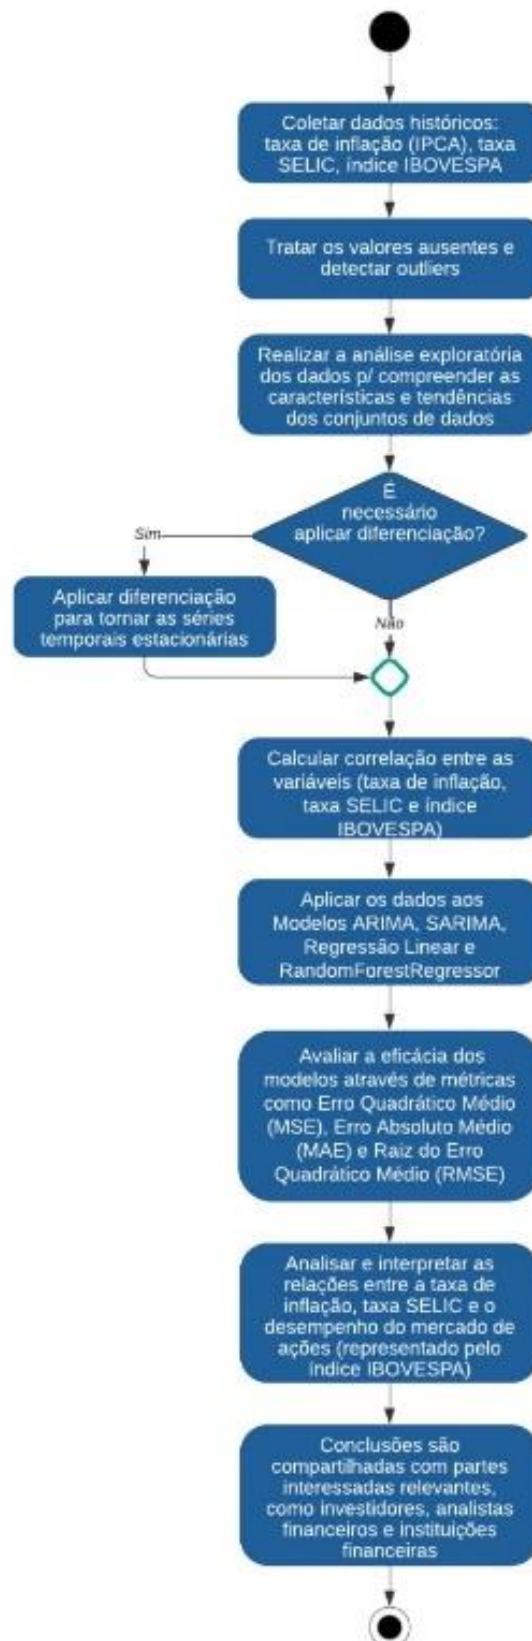 Coletar dados históricos:
taxa de inflação (IPCA), taxa
SELIC, índice IBOVESPA
Tratar os valores ausentes e
detectar outliers
Realizar a análise exploratória
dos dados p/ compreender as
características e tendências
dos conjuntos de dados
É
necessário
aplicar diferenciação?
Sim
Aplicar diferenciação
para tornar as séries
temporais estacionárias
Não
Calcular correlação entre as
variáveis (taxa de inflação,
taxa SELIC e índice
IBOVESPA)
Aplicar os dados aos
Modelos ARIMA, SARIMA,
Regressão Linear e
RandomForestRegressor
Avaliar a eficácia dos
modelos através de métricas
como Erro Quadrático Médio
(MSE), Erro Absoluto Médio
(MAE) e Raiz do Erro
Quadrático Médio (RMSE)
Analisar e interpretar as
relações entre a taxa de
inflação, taxa SELIC e o
desempenho do mercado de
ações (representado pelo
índice IBOVESPA)
Conclusões são
compartilhadas com partes
interessadas relevantes,
como investidores, analistas
financeiros e instituições
financeiras